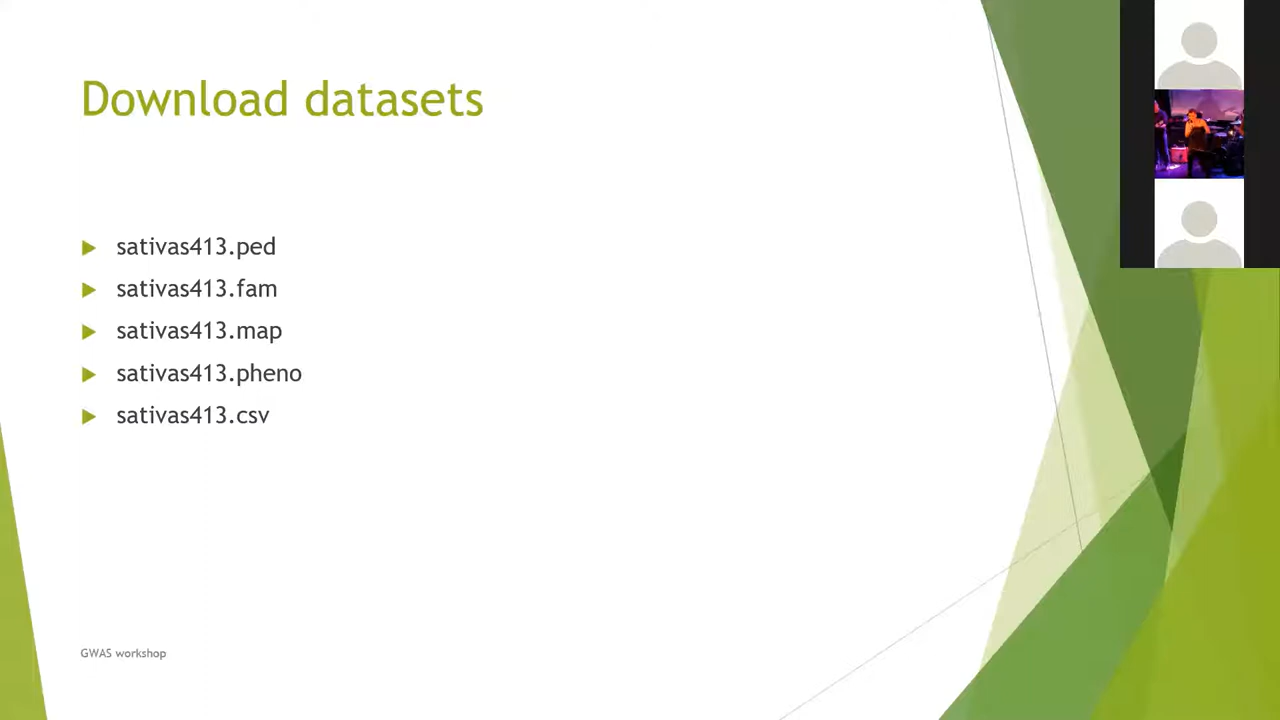 Download datasets
sativas413.ped
sativas413.fam
sativas413.map
sativas413.pheno
sativas413.csv
GWAS workshop